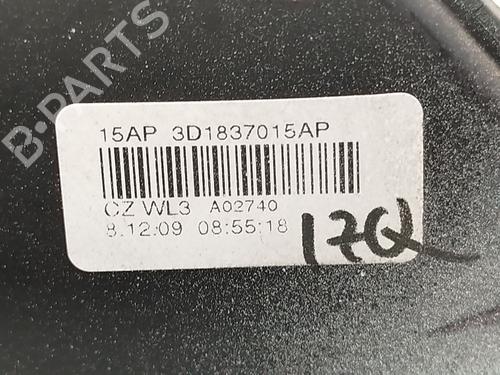 B-PARTS
15AP 3D1837015AP
CZ WL3 A02740
8.12.09 08:55:18
17Q